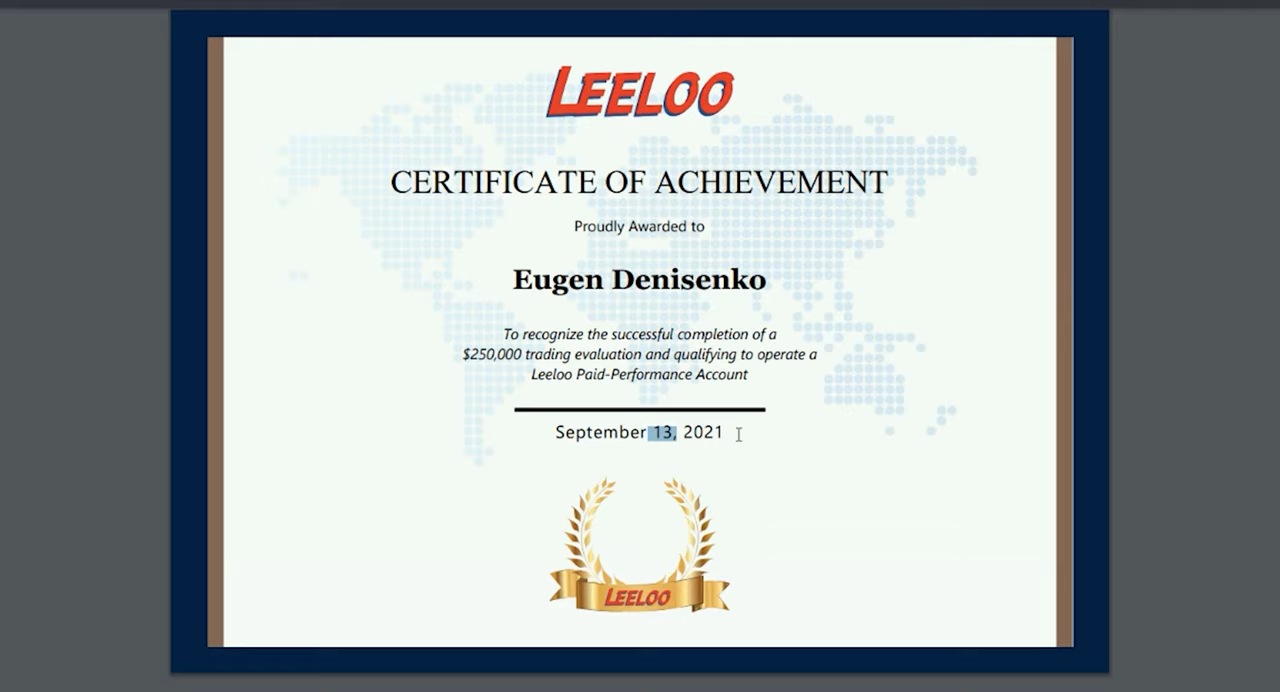 LEELOO
CERTIFICATE OF ACHIEVEMENT
Proudly Awarded to
Eugen Denisenko
To recognize the successful completion of a
$250,000 trading evaluation and qualifying to operate a
Leeloo Paid-Performance Account
September 13, 2021
LEELOO